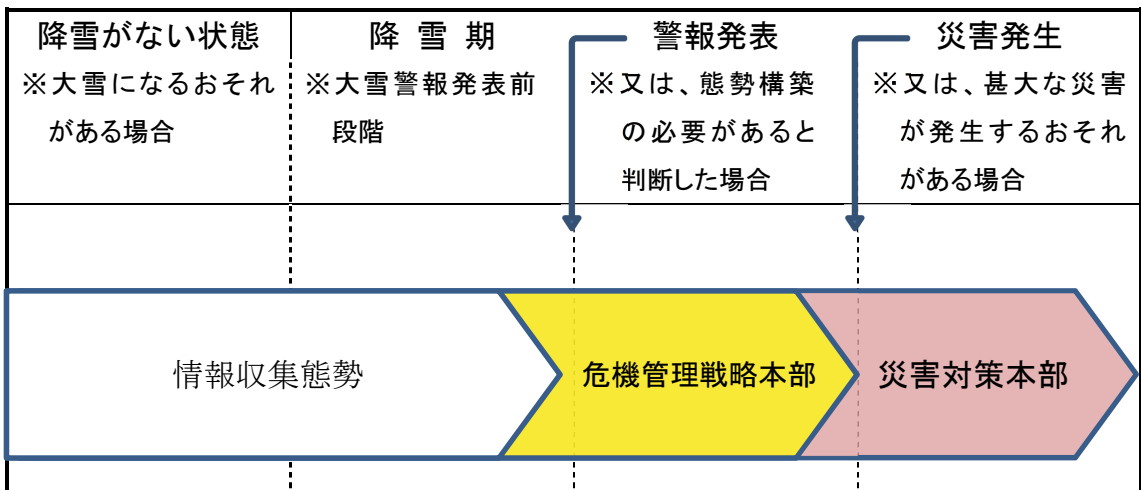 降雪がない状態
※大雪になるおそれ
がある場合
降雪期
※大雪警報発表前
段階
警報発表
※又は、態勢構築
の必要があると
判断した場合
災害発生
※又は、甚大な災害
が発生するおそれ
がある場合
情報収集態勢
危機管理戦略本部
災害対策本部